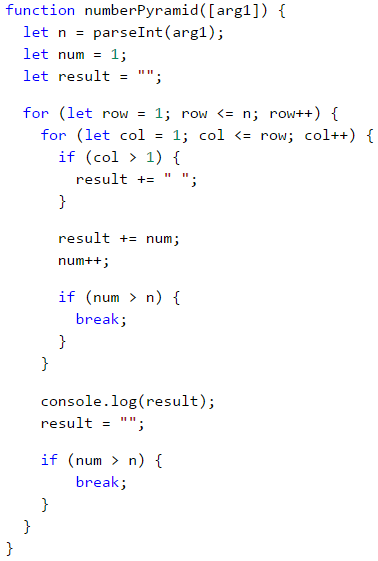 function numberPyramid([arg1]) {
  let n = parseInt(arg1);
  let num = 1;
  let result = "";

  for (let row = 1; row <= n; row++) {
    for (let col = 1; col <= row; col++) {
      if (col > 1) {
        result += " ";
      }

      result += num;
      num++;

      if (num > n) {
        break;
      }
    }

    console.log(result);
    result = "";

    if (num > n) {
        break;
    }
  }
}